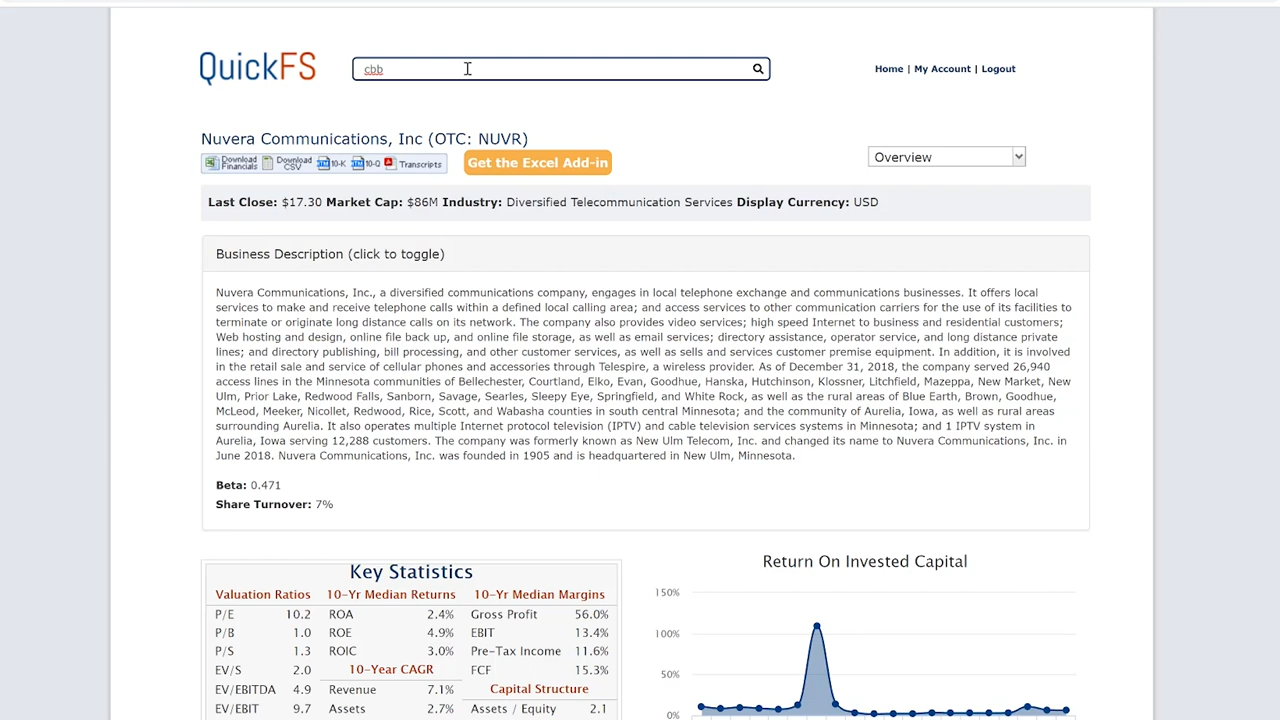 QuickFS
cbb
Home | My Account | Logout
Nuvera Communications, Inc (OTC: NUVR)
Download Financials Download CSV 10-K 10-Q Transcripts
Get the Excel Add-in
Overview
Last Close: $17.30 Market Cap: $86M Industry: Diversified Telecommunication Services Display Currency: USD
Business Description (click to toggle)
Nuvera Communications, Inc., a diversified communications company, engages in local telephone exchange and communications businesses. It offers local
services to make and receive telephone calls within a defined local calling area; and access services to other communication carriers for the use of its facilities to
terminate or originate long distance calls on its network. The company also provides video services; high speed Internet to business and residential customers;
Web hosting and design, online file back up, and online file storage, as well as email services; directory assistance, operator service, and long distance private
lines; and directory publishing, bill processing, and other customer services, as well as sells and services customer premise equipment. In addition, it is involved
in the retail sale and service of cellular phones and accessories through Telespire, a wireless provider. As of December 31, 2018, the company served 26,940
access lines in the Minnesota communities of Bellechester, Courtland, Elko, Evan, Goodhue, Hanska, Hutchinson, Klossner, Litchfield, Mazeppa, New Market, New
Ulm, Prior Lake, Redwood Falls, Sanborn, Savage, Searles, Sleepy Eye, Springfield, and White Rock, as well as the rural areas of Blue Earth, Brown, Goodhue,
McLeod, Meeker, Nicollet, Redwood, Rice, Scott, and Wabasha counties in south central Minnesota; and the community of Aurelia, Iowa, as well as rural areas
surrounding Aurelia. It also operates multiple Internet protocol television (IPTV) and cable television services systems in Minnesota; and 1 IPTV system in
Aurelia, Iowa serving 12,288 customers. The company was formerly known as New Ulm Telecom, Inc. and changed its name to Nuvera Communications, Inc. in
June 2018. Nuvera Communications, Inc. was founded in 1905 and is headquartered in New Ulm, Minnesota.
Beta: 0.471
Share Turnover: 7%
Key Statistics
Valuation Ratios 10-Yr Median Returns 10-Yr Median Margins
P/E 10.2 ROA 2.4% Gross Profit 56.0%
P/B 1.0 ROE 4.9% EBIT 13.4%
P/S 1.3 ROIC 3.0% Pre-Tax Income 11.6%
EV/S 2.0 10-Year CAGR FCF 15.3%
EV/EBITDA 4.9 Revenue 7.1% Capital Structure
EV/EBIT 9.7 Assets 2.7% Assets / Equity 2.1
Return On Invested Capital
150%
100%
50%
0%